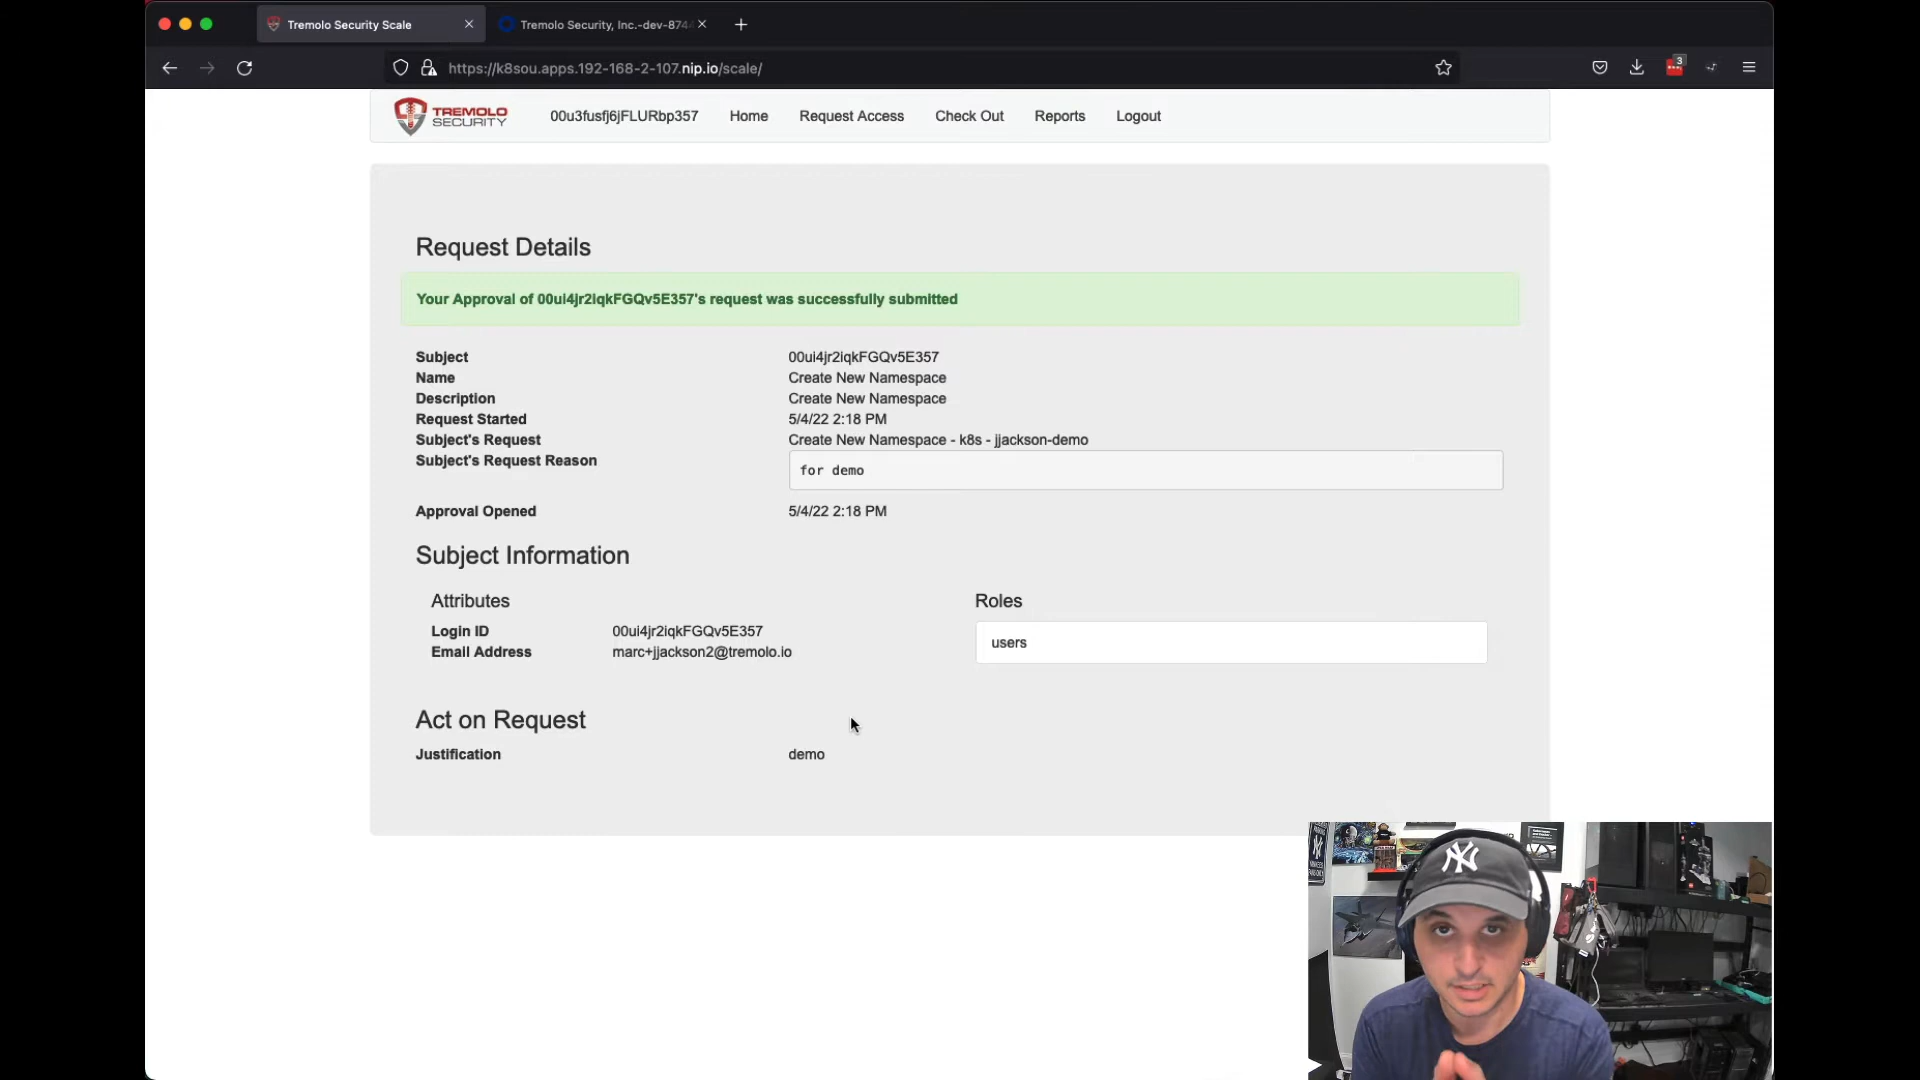 Tremolo Security Scale
Tremolo Security, Inc.-dev-874
https://k8sou.apps.192-168-2-107.nip.io/scale/
3
TREMOLO
SECURITY
00u3fusfj6jFLURbp357
Home
Request Access
Check Out
Reports
Logout
Request Details
Your Approval of 00ui4jr2iqkFGQv5E357's request was successfully submitted
Subject 00ui4jr2iqkFGQv5E357
Name Create New Namespace
Description Create New Namespace
Request Started 5/4/22 2:18 PM
Subject's Request Create New Namespace - k8s - jjackson-demo
Subject's Request Reason
for demo
Approval Opened 5/4/22 2:18 PM
Subject Information
Attributes
Login ID 00ui4jr2iqkFGQv5E357
Email Address marc+jjackson2@tremolo.io
Roles
users
Act on Request
Justification demo
NY